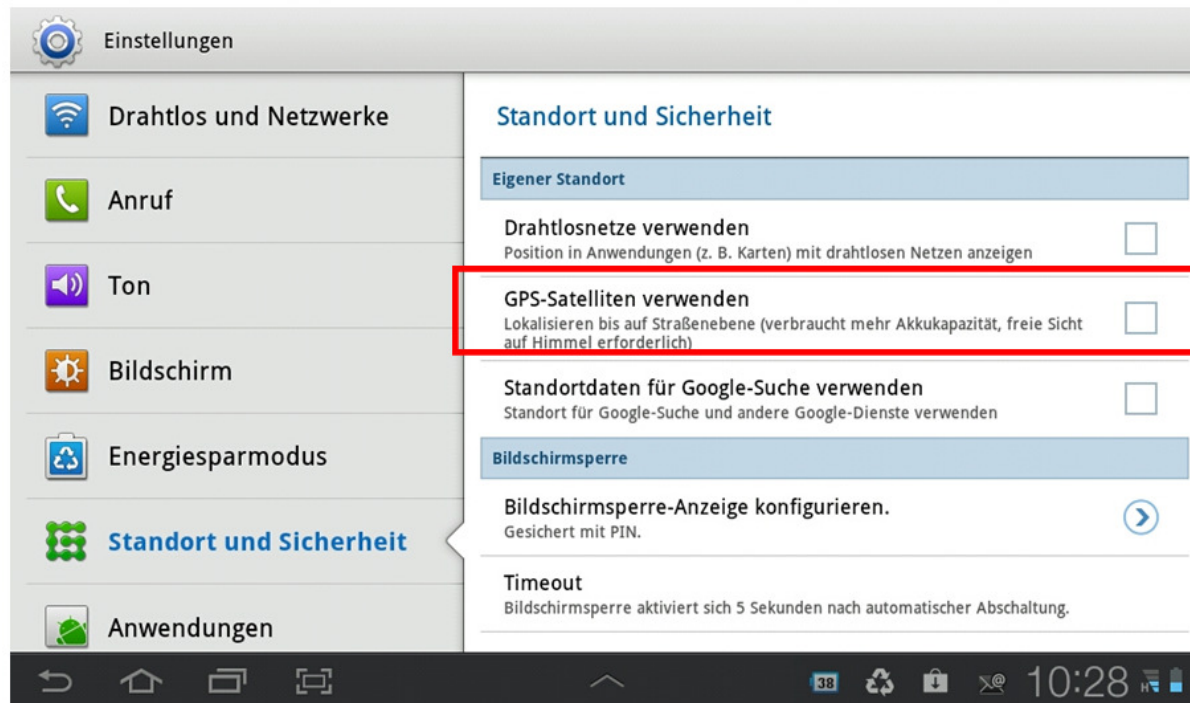 Einstellungen
Drahtlos und Netzwerke
Anruf
Ton
Bildschirm
Energiesparmodus
Standort und Sicherheit
Anwendungen
Standort und Sicherheit
Eigener Standort
Drahtlosnetze verwenden
Position in Anwendungen (z. B. Karten) mit drahtlosen Netzen anzeigen
GPS-Satelliten verwenden
Lokalisieren bis auf Straßenebene (verbraucht mehr Akkukapazität, freie Sicht
auf Himmel erforderlich)
Standortdaten für Google-Suche verwenden
Standort für Google-Suche und andere Google-Dienste verwenden
Bildschirmsperre
Bildschirmsperre-Anzeige konfigurieren.
Gesichert mit PIN.
Timeout
Bildschirmsperre aktiviert sich 5 Sekunden nach automatischer Abschaltung.
38 10:28 H